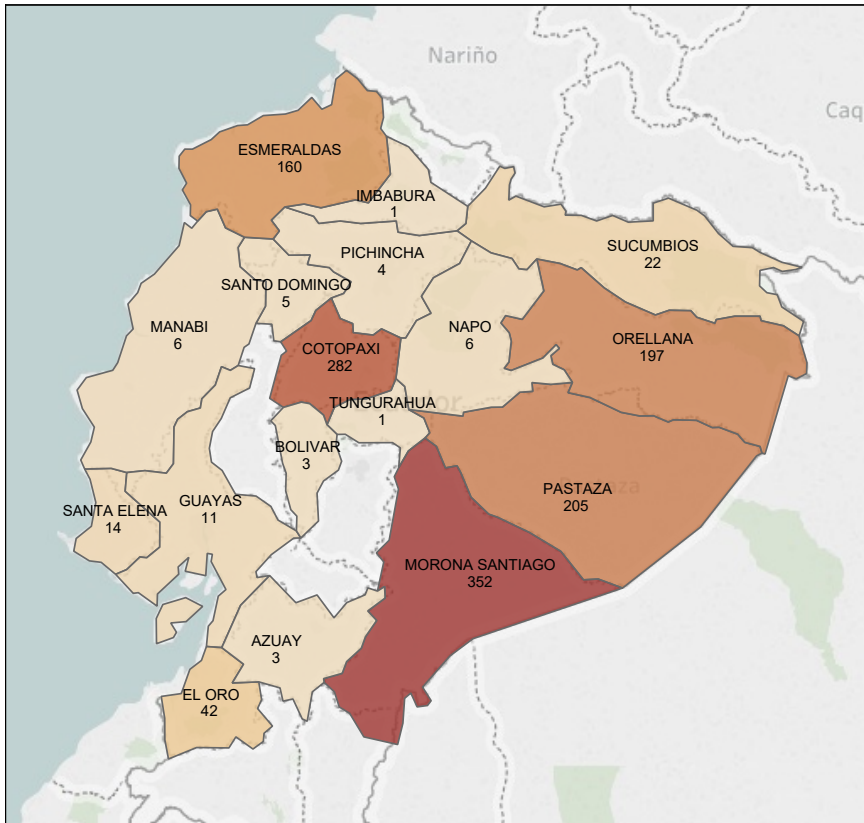 Nariño
Caq
ESMERALDAS
160
IMBABURA
1
PICHINCHA
4
SUCUMBIOS
22
SANTO DOMINGO
5
MANABI
6
NAPO
6
ORELLANA
197
COTOPAXI
282
TUNGURAHUA
1
BOLIVAR
3
SANTA ELENA
14
GUAYAS
11
PASTAZA
205
MORONA SANTIAGO
352
AZUAY
3
EL ORO
42